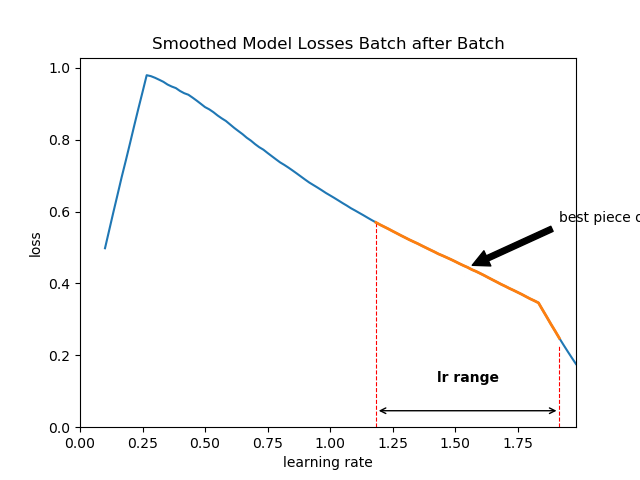 Smoothed Model Losses Batch after Batch
1.0
0.8
0.6
0.4
0.2
0.0
loss
best piece
lr range
0.00 0.25 0.50 0.75 1.00 1.25 1.50 1.75
learning rate